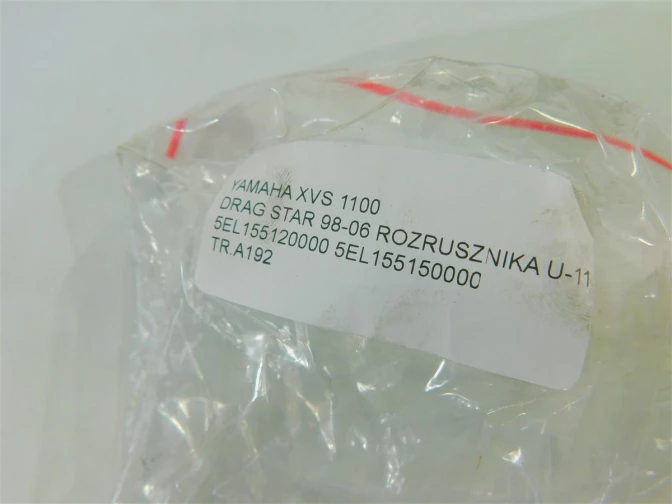 YAMAHA XVS 1100
DRAG STAR 98-06 ROZRUSZNIKA U-11
5EL155120000 5EL155150000
TR.A192